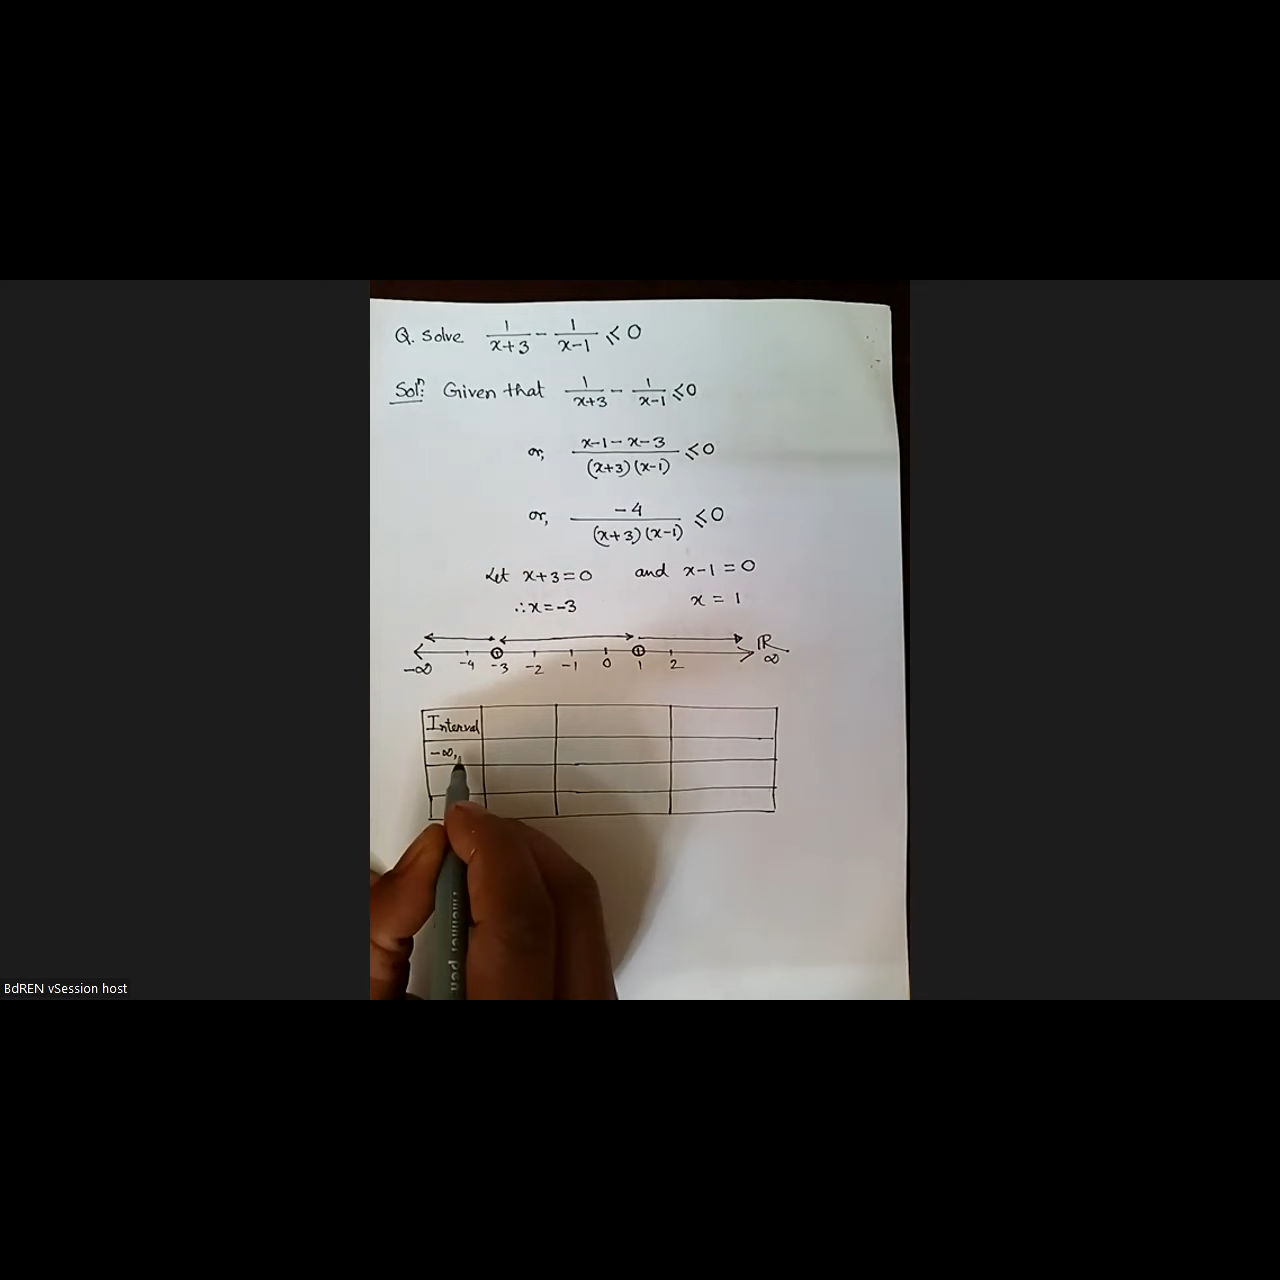 Q. Solve 1/(x+3) - 1/(x-1) ≤ 0
Solⁿ: Given that 1/(x+3) - 1/(x-1) ≤ 0
or, (x-1-x-3)/((x+3)(x-1)) ≤ 0
or, -4/((x+3)(x-1)) ≤ 0
Let x+3=0 and x-1=0
∴x=-3 x = 1
IR
-∞ -4 -3 -2 -1 0 1 2 ∞
Interval
-∞,
BdREN vSession host